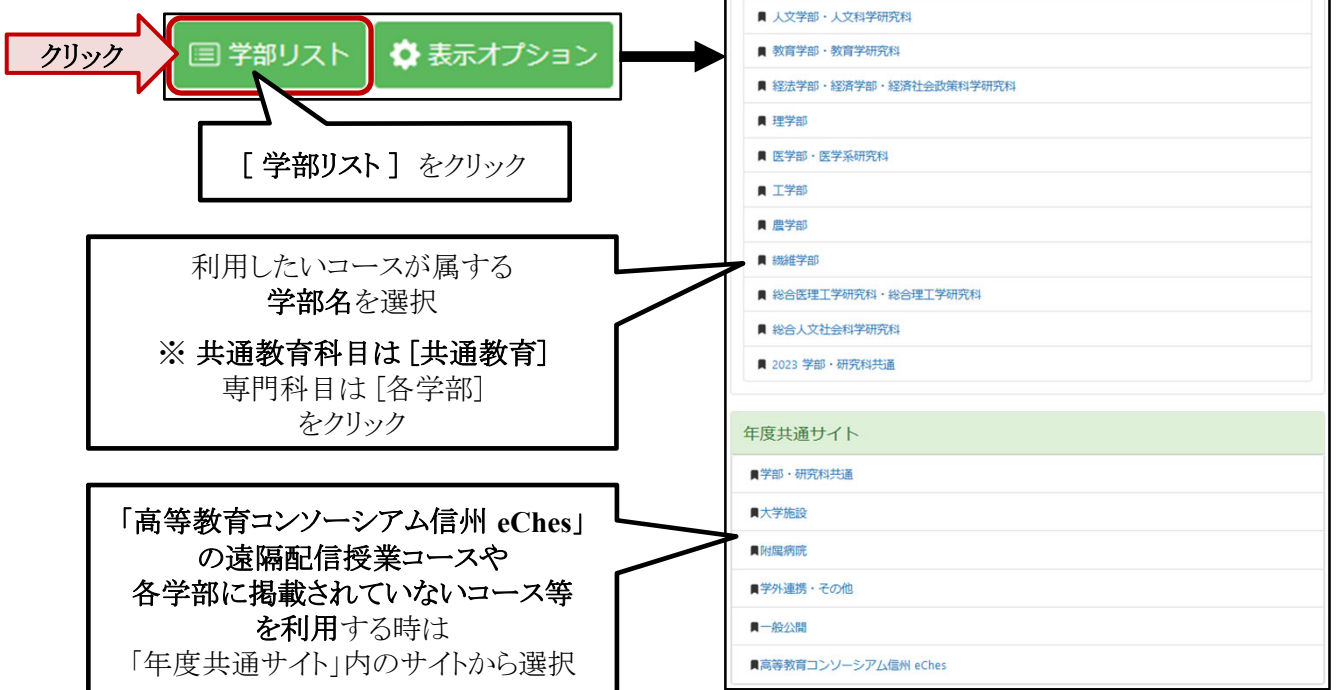 クリック
学部リスト
表示オプション
[ 学部リスト ] をクリック
利用したいコースが属する
学部名を選択
※ 共通教育科目は [共通教育]
専門科目は [各学部]
をクリック
「高等教育コンソーシアム信州 eChes」
の遠隔配信授業コースや
各学部に掲載されていないコース等
を利用する時は
「年度共通サイト」内のサイトから選択
人文学部・人文科学研究科
教育学部・教育学研究科
経法学部・経済学部・経済社会政策科学研究科
理学部
医学部・医学系研究科
工学部
農学部
繊維学部
総合医理工学研究科・総合理工学研究科
総合人文社会科学研究科
2023 学部・研究科共通
年度共通サイト
学部・研究科共通
大学施設
附属病院
学外連携・その他
一般公開
高等教育コンソーシアム信州 eChes